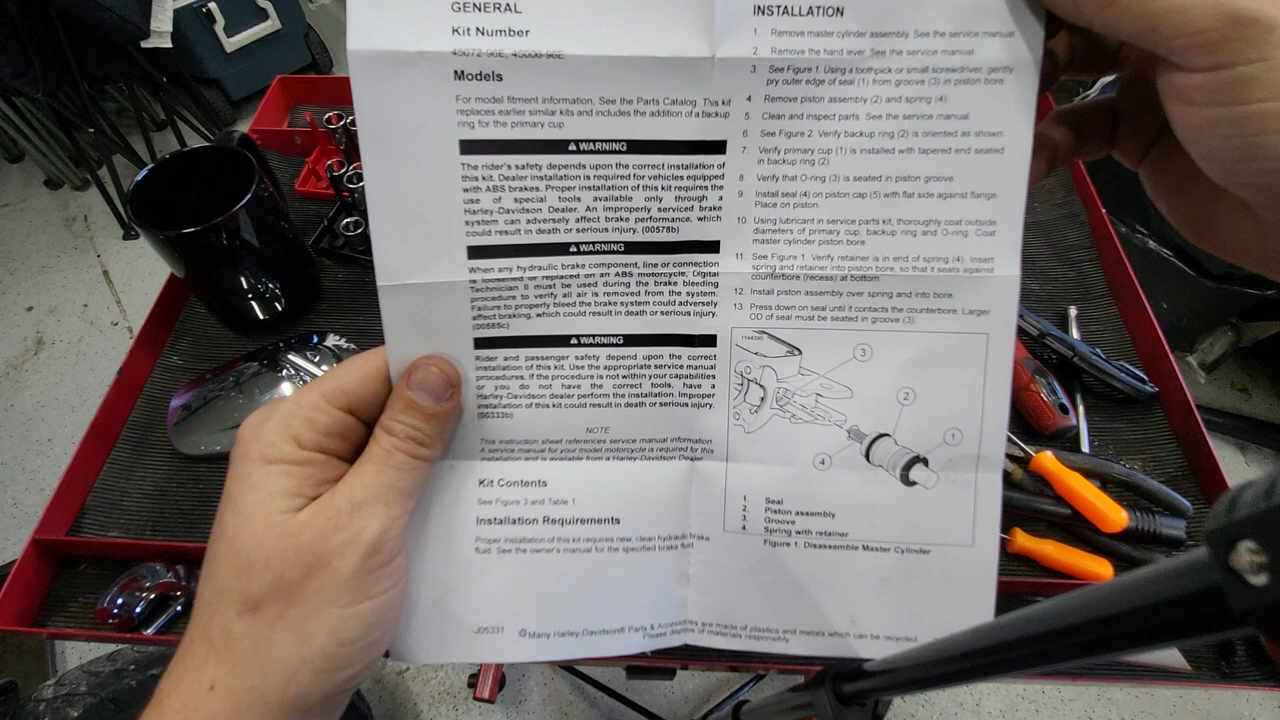 GENERAL
Kit Number
Models
For model fitment information, See the Parts Catalog. This kit
replaces earlier similar kits and includes the addition of a backup
ring for the primary cup.
WARNING
The rider's safety depends upon the correct installation of
this kit. Dealer installation is required for vehicles equipped
with ABS brakes. Proper installation of this kit requires the
use of special tools available only through a
Harley-Davidson Dealer. An improperly serviced brake
system can adversely affect brake performance, which
could result in death or serious injury. (00578b)
WARNING
When any hydraulic brake component, line or connection
is loosened or replaced on an ABS motorcycle, Digital
Technician II must be used during the brake bleeding
procedure to verify all air is removed from the system.
Failure to properly bleed the brake system could adversely
affect braking, which could result in death or serious injury.
(00585c)
WARNING
Rider and passenger safety depend upon the correct
installation of this kit. Use the appropriate service manual
procedures. If the procedure is not within your capabilities
or you do not have the correct tools, have a
Harley-Davidson dealer perform the installation. Improper
installation of this kit could result in death or serious injury.
(00333b)
NOTE
This instruction sheet references service manual information.
A service manual for your model motorcycle is required for this
installation and is available from a Harley-Davidson Dealer.
Kit Contents
See Figure 3 and Table 1.
Installation Requirements
Proper installation of this kit requires new, clean hydraulic brake
fluid. See the owner's manual for the specified brake fluid.
INSTALLATION
1. Remove master cylinder assembly. See the service manual.
2. Remove the hand lever. See the service manual.
3. See Figure 1. Using a toothpick or small screwdriver, gently
pry outer edge of seal (1) from groove (3) in piston bore.
4 Remove piston assembly (2) and spring (4).
5. Clean and inspect parts. See the service manual.
6. See Figure 2. Verify backup ring (2) is oriented as shown.
7. Verify primary cup (1) is installed with tapered end seated
in backup ring (2).
8. Verify that O-ring (3) is seated in piston groove.
9. Install seal (4) on piston cap (5) with flat side against flange.
Place on piston.
10. Using lubricant in service parts kit, thoroughly coat outside
diameters of primary cup, backup ring and O-ring. Coat
master cylinder piston bore.
11. See Figure 1. Verify retainer is in end of spring (4). Insert
spring and retainer into piston bore, so that it seats against
counterbore (recess) at bottom.
12. Install piston assembly over spring and into bore.
13. Press down on seal until it contacts the counterbore. Larger
OD of seal must be seated in groove (3).
3
2
1
4
1. Seal
2. Piston assembly
3. Groove
4. Spring with retainer
Figure 1. Disassemble Master Cylinder
-J05331
Many Harley-Davidson® Parts & Accessories are made of plastics and metals which can be recycled.
Please dispose of materials responsibly.